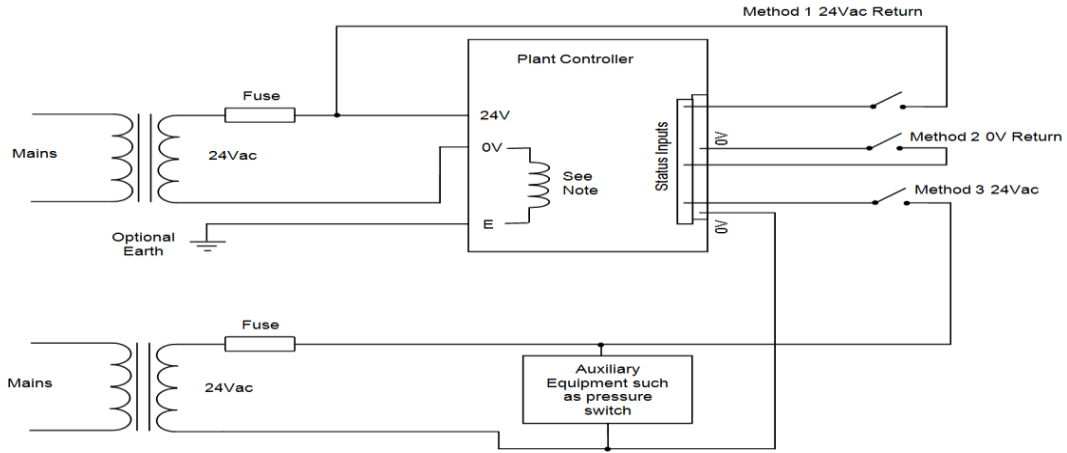 Method 1 24Vac Return
Plant Controller
Fuse
24V
Mains
24Vac
0V
See
Note
Status Inputs
0V
Method 2 0V Return
Method 3 24Vac
E
Optional
Earth
0V
Fuse
Mains
24Vac
Auxiliary
Equipment such
as pressure
switch